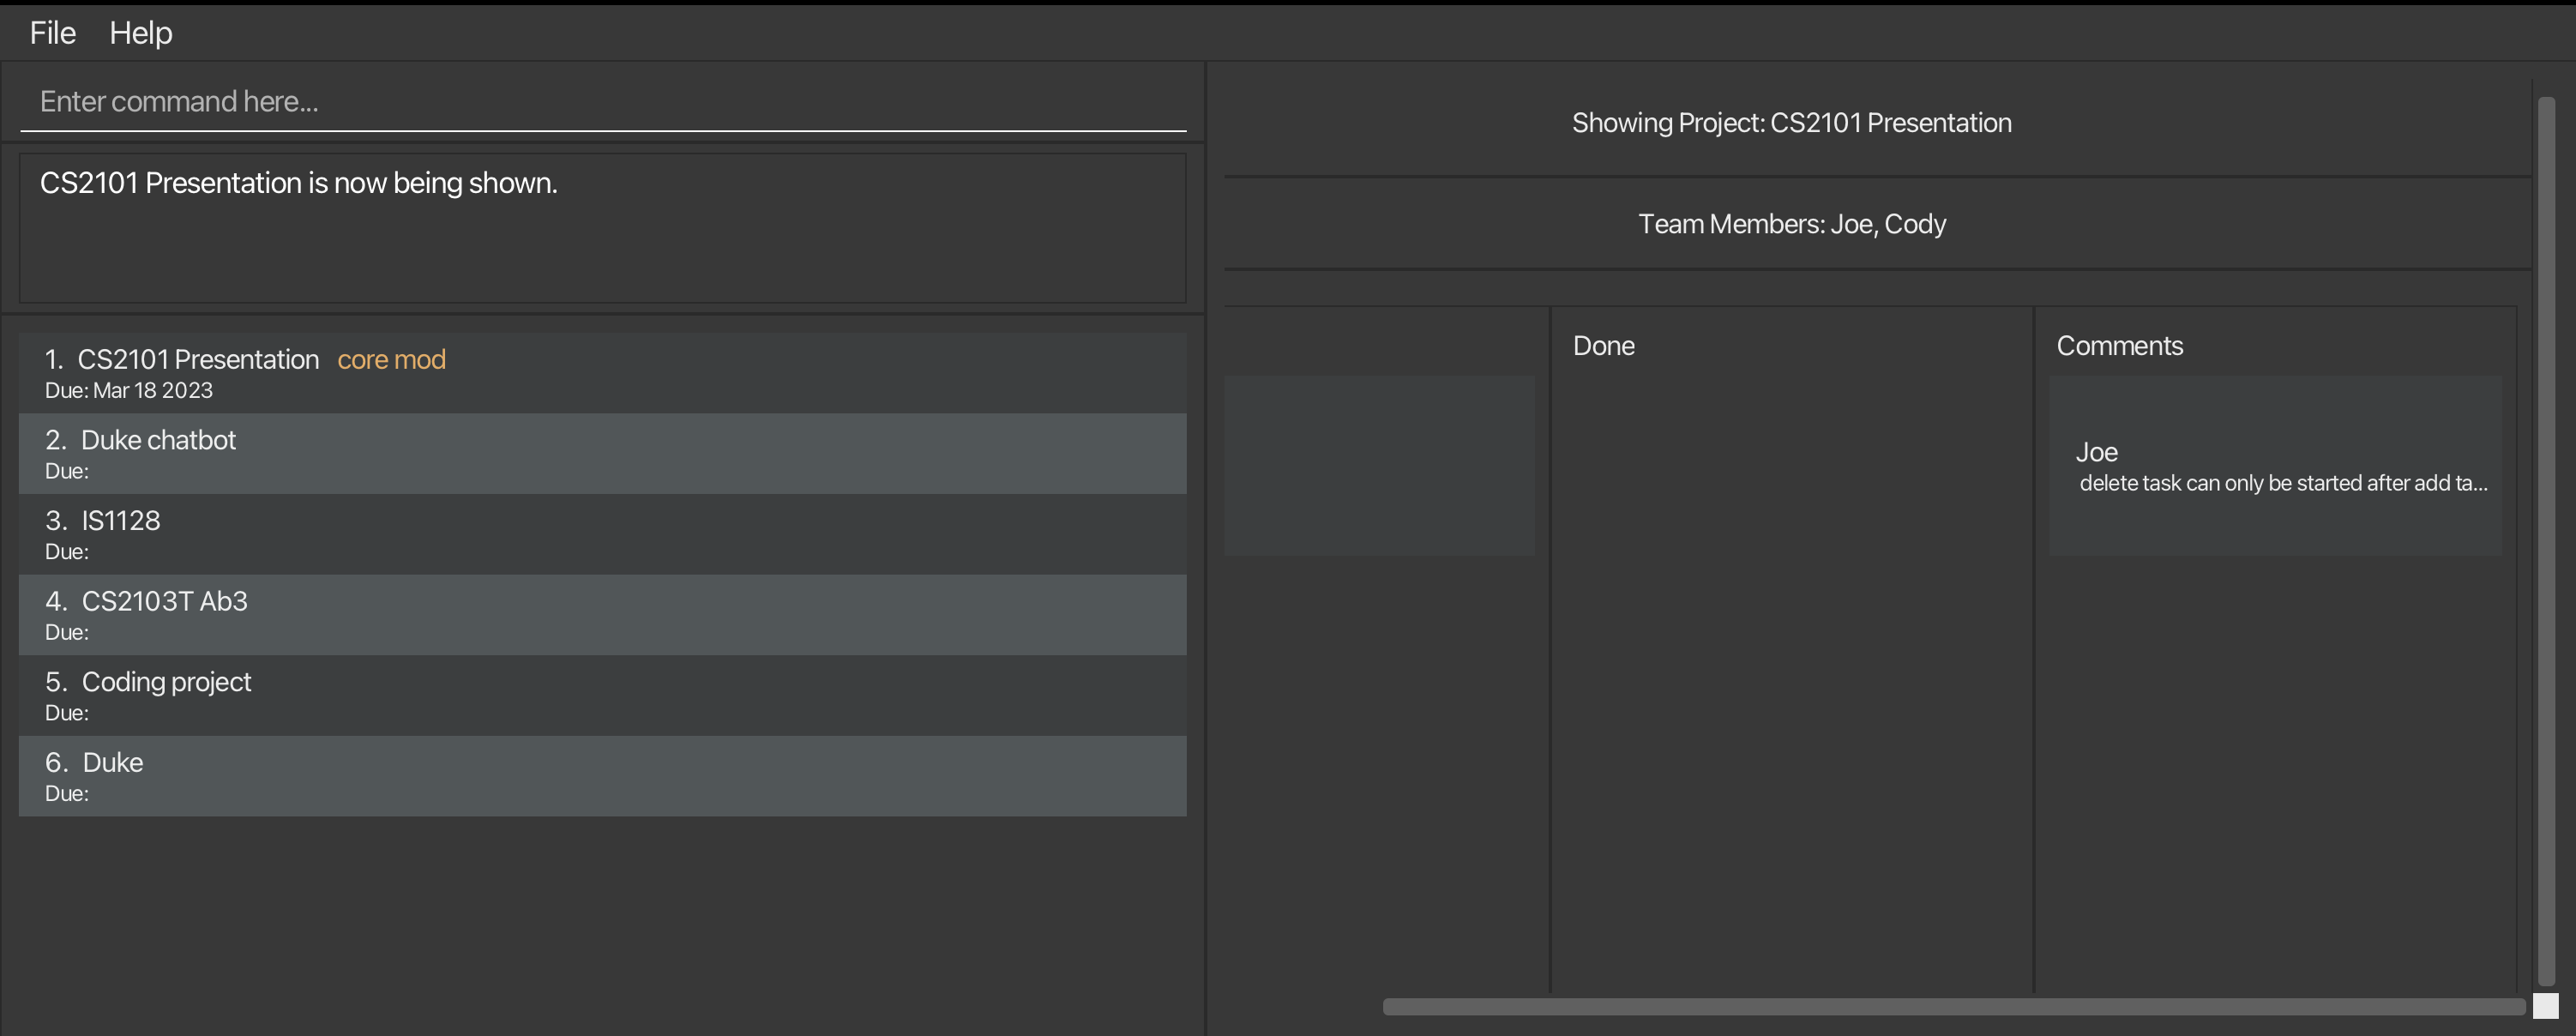 File Help
Enter command here...
CS2101 Presentation is now being shown.
1. CS2101 Presentation core mod
Due: Mar 18 2023
2. Duke chatbot
Due:
3. IS1128
Due:
4. CS2103T Ab3
Due:
5. Coding project
Due:
6. Duke
Due:
Showing Project: CS2101 Presentation
Team Members: Joe, Cody
Done
Comments
Joe
delete task can only be started after add ta...